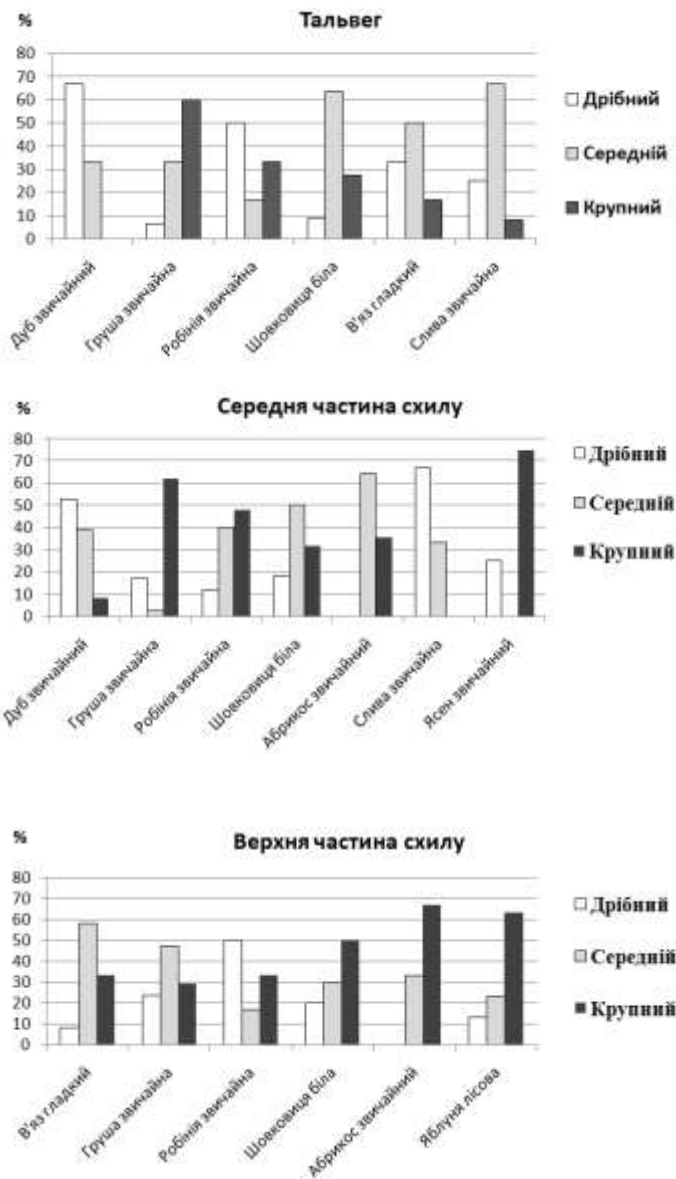 %
Тальвег
80
70
60
50
40
30
20
10
0
Дрібний
Середній
Крупний
Дуб звичайний
Груша звичайна
Робінія звичайна
Шовковиця біла
В'яз гладкий
Слива звичайна
%
Середня частина схилу
80
70
60
50
40
30
20
10
0
Дрібний
Середній
Крупний
Дуб звичайний
Груша звичайна
Робінія звичайна
Шовковиця біла
Абрикос звичайний
Слива звичайна
Ясен звичайний
%
Верхня частина схилу
80
70
60
50
40
30
20
10
0
Дрібний
Середній
Крупний
В'яз гладкий
Груша звичайна
Робінія звичайна
Шовковиця біла
Абрикос звичайний
Яблуня лісова